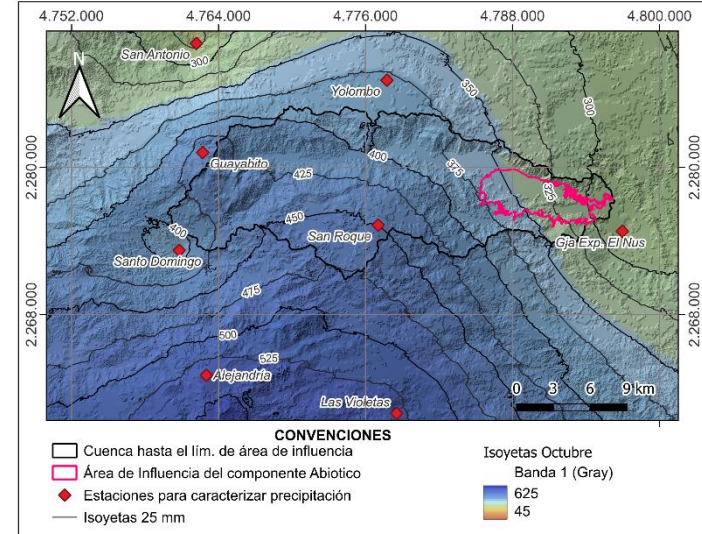 4.752.000 4.764.000 4.776.000 4.788.000 4.800.000
N
San Antonio
300
Yolombo
350
300
2.280.000
2.280.000
Guayabito
400
375
425
325
450
400
San Roque
Gja Exp. El Nus
Santo Domingo
475
2.268.000
2.268.000
500
525
Alejandría
0 3 6 9 km
Las Violetas
CONVENCIONES
Cuenca hasta el lím. de área de influencia
Área de Influencia del componente Abiotico
Estaciones para caracterizar precipitación
Isoyetas 25 mm
Isoyetas Octubre
Banda 1 (Gray)
625
45